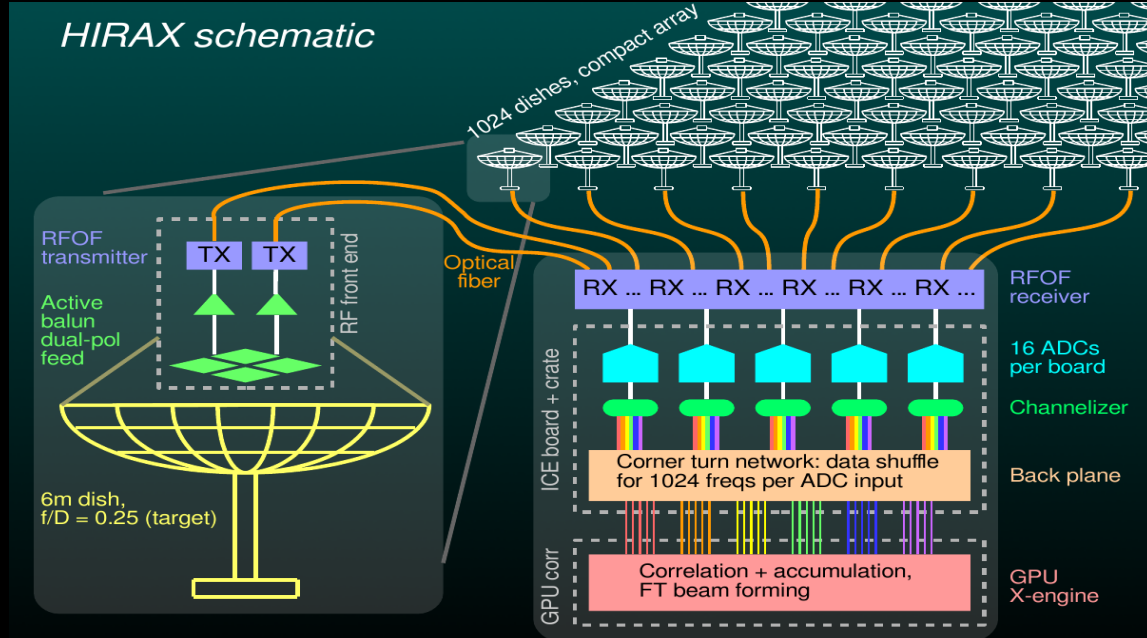 HIRAX schematic
1024 dishes, compact array
RFOF
transmitter
TX TX
Active
balun
dual-pol
feed
RF front end
Optical
fiber
6m dish,
f/D = 0.25 (target)
RX ... RX ... RX ... RX ... RX ...
RFOF
receiver
ICE board + crate
16 ADCs
per board
Channelizer
Corner turn network: data shuffle
for 1024 freqs per ADC input
Back plane
GPU corr
Correlation + accumulation,
FT beam forming
GPU
X-engine